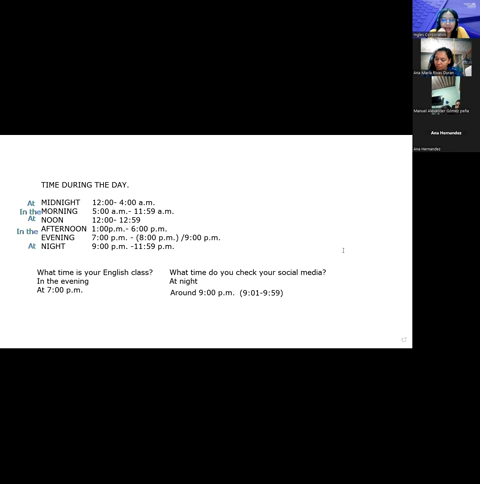 TIME DURING THE DAY.
At MIDNIGHT 12:00- 4:00 a.m.
In the MORNING 5:00 a.m.- 11:59 a.m.
At NOON 12:00- 12:59
In the AFTERNOON 1:00p.m.- 6:00 p.m.
EVENING 7:00 p.m. - (8:00 p.m.) /9:00 p.m.
At NIGHT 9:00 p.m. -11:59 p.m.
What time is your English class?
In the evening
At 7:00 p.m.
What time do you check your social media?
At night
Around 9:00 p.m. (9:01-9:59)
Ana Hernandez
Ana Hernandez